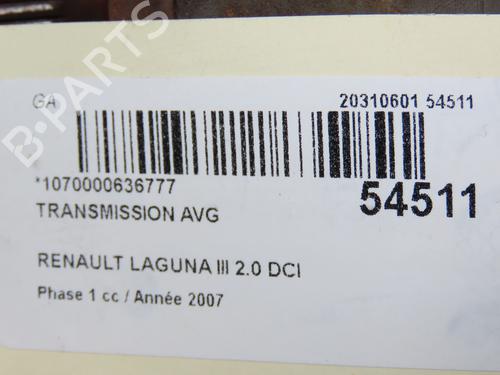 GA 20310601 54511
*1070000636777
54511
TRANSMISSION AVG
RENAULT LAGUNA III 2.0 DCI
Phase 1 cc / Année 2007
B-PARTS